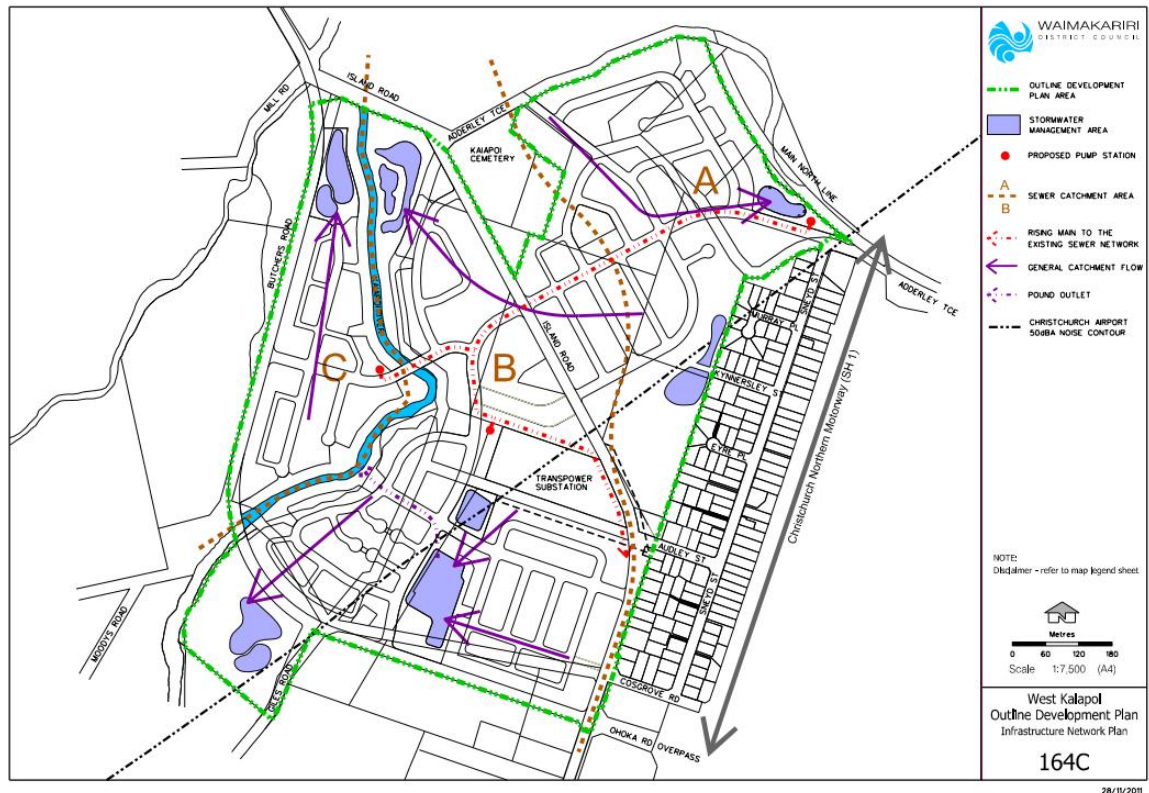 WAIMAKARIRI
DISTRICT COUNCIL
OUTLINE DEVELOPMENT
PLAN AREA
STORMWATER
MANAGEMENT AREA
PROPOSED PUMP STATION
A
B
SEWER CATCHMENT AREA
RISING MAIN TO THE
EXISTING SEWER NETWORK
GENERAL CATCHMENT FLOW
POUND OUTLET
CHRISTCHURCH AIRPORT
50dBA NOISE CONTOUR
NOTE:
Disclaimer - refer to map legend sheet
Metres
0 60 120 180
Scale 1:7,500 (A4)
West Kaiapoi
Outline Development Plan
Infrastructure Network Plan
164C
28/11/2011
MILL RD
ISLAND ROAD
ADDERLEY TCE
KAIAPOI
CEMETERY
MAIN NORTH LINE
A
BUTCHERS ROAD
ADDERLEY TCE
SNEYD ST
MURRAY PL
ISLAND ROAD
C
B
KYNNERSLEY ST
Christchurch Northern Motorway (SH 1)
EYRE PL
TRANSPOWER
SUBSTATION
AUDLEY ST
SNEYD ST
MOODYS ROAD
GILES ROAD
COSGROVE RD
OHOKA RD OVERPASS